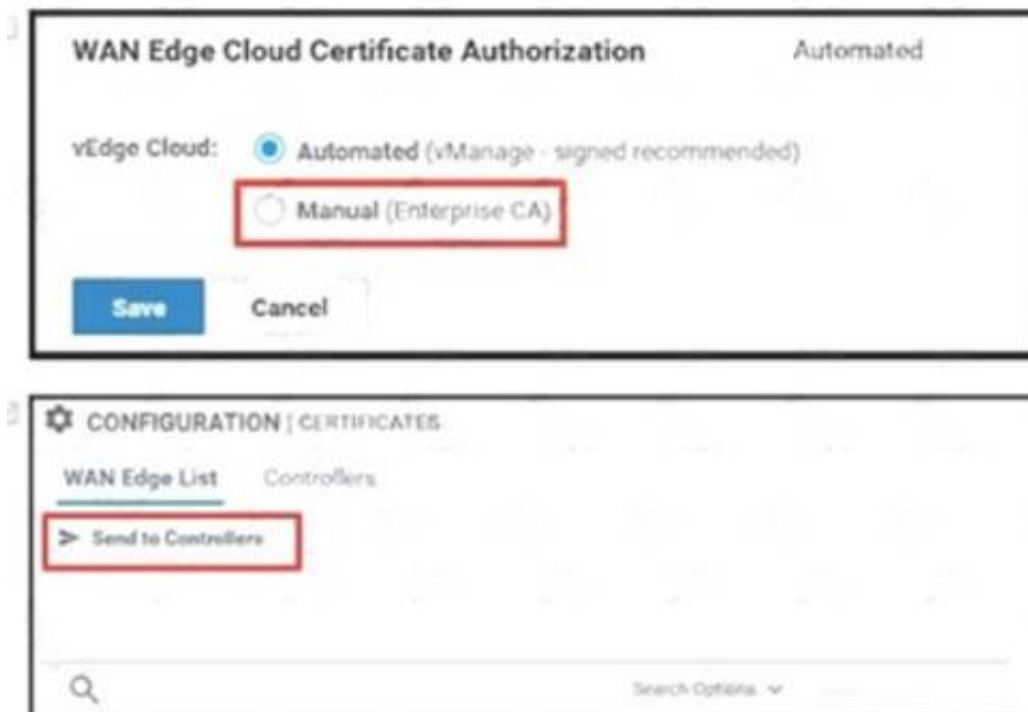 WAN Edge Cloud Certificate Authorization Automated
vEdge Cloud: Automated (vManage - signed recommended)
Manual (Enterprise CA)
Save Cancel
CONFIGURATION | CERTIFICATES
WAN Edge List Controllers
Send to Controllers
Search Options